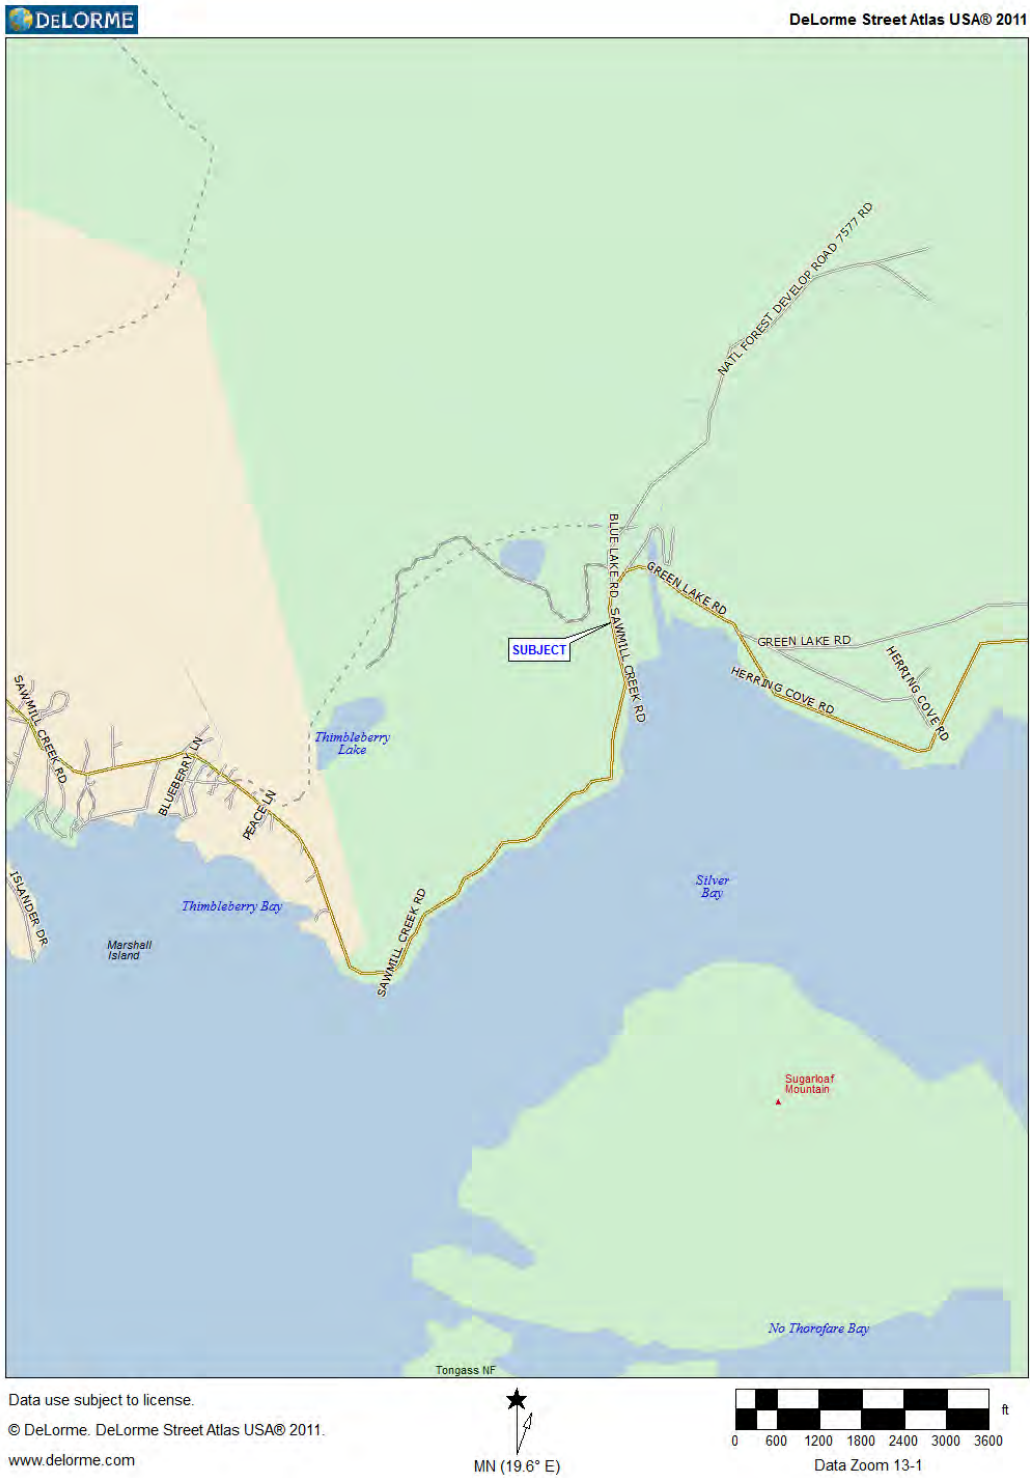 DELORME
DeLorme Street Atlas USA® 2011
NATL FOREST DEVELOP ROAD 7577 RD
BLUE LAKE RD
GREEN LAKE RD
SUBJECT
SAWMILL CREEK RD
GREEN LAKE RD
HERRING COVE RD
HERRING COVE RD
SAWMILL CREEK RD
Thimbleberry
Lake
BLUEBERRY LN
PEACE LN
ISLANDER DR
Thimbleberry Bay
Silver
Bay
SAWMILL CREEK RD
Marshall
Island
Sugarloaf
Mountain
No Thorofare Bay
Tongass NF
Data use subject to license.
© DeLorme. DeLorme Street Atlas USA® 2011.
www.delorme.com
MN (19.6° E)
ft
0 600 1200 1800 2400 3000 3600
Data Zoom 13-1